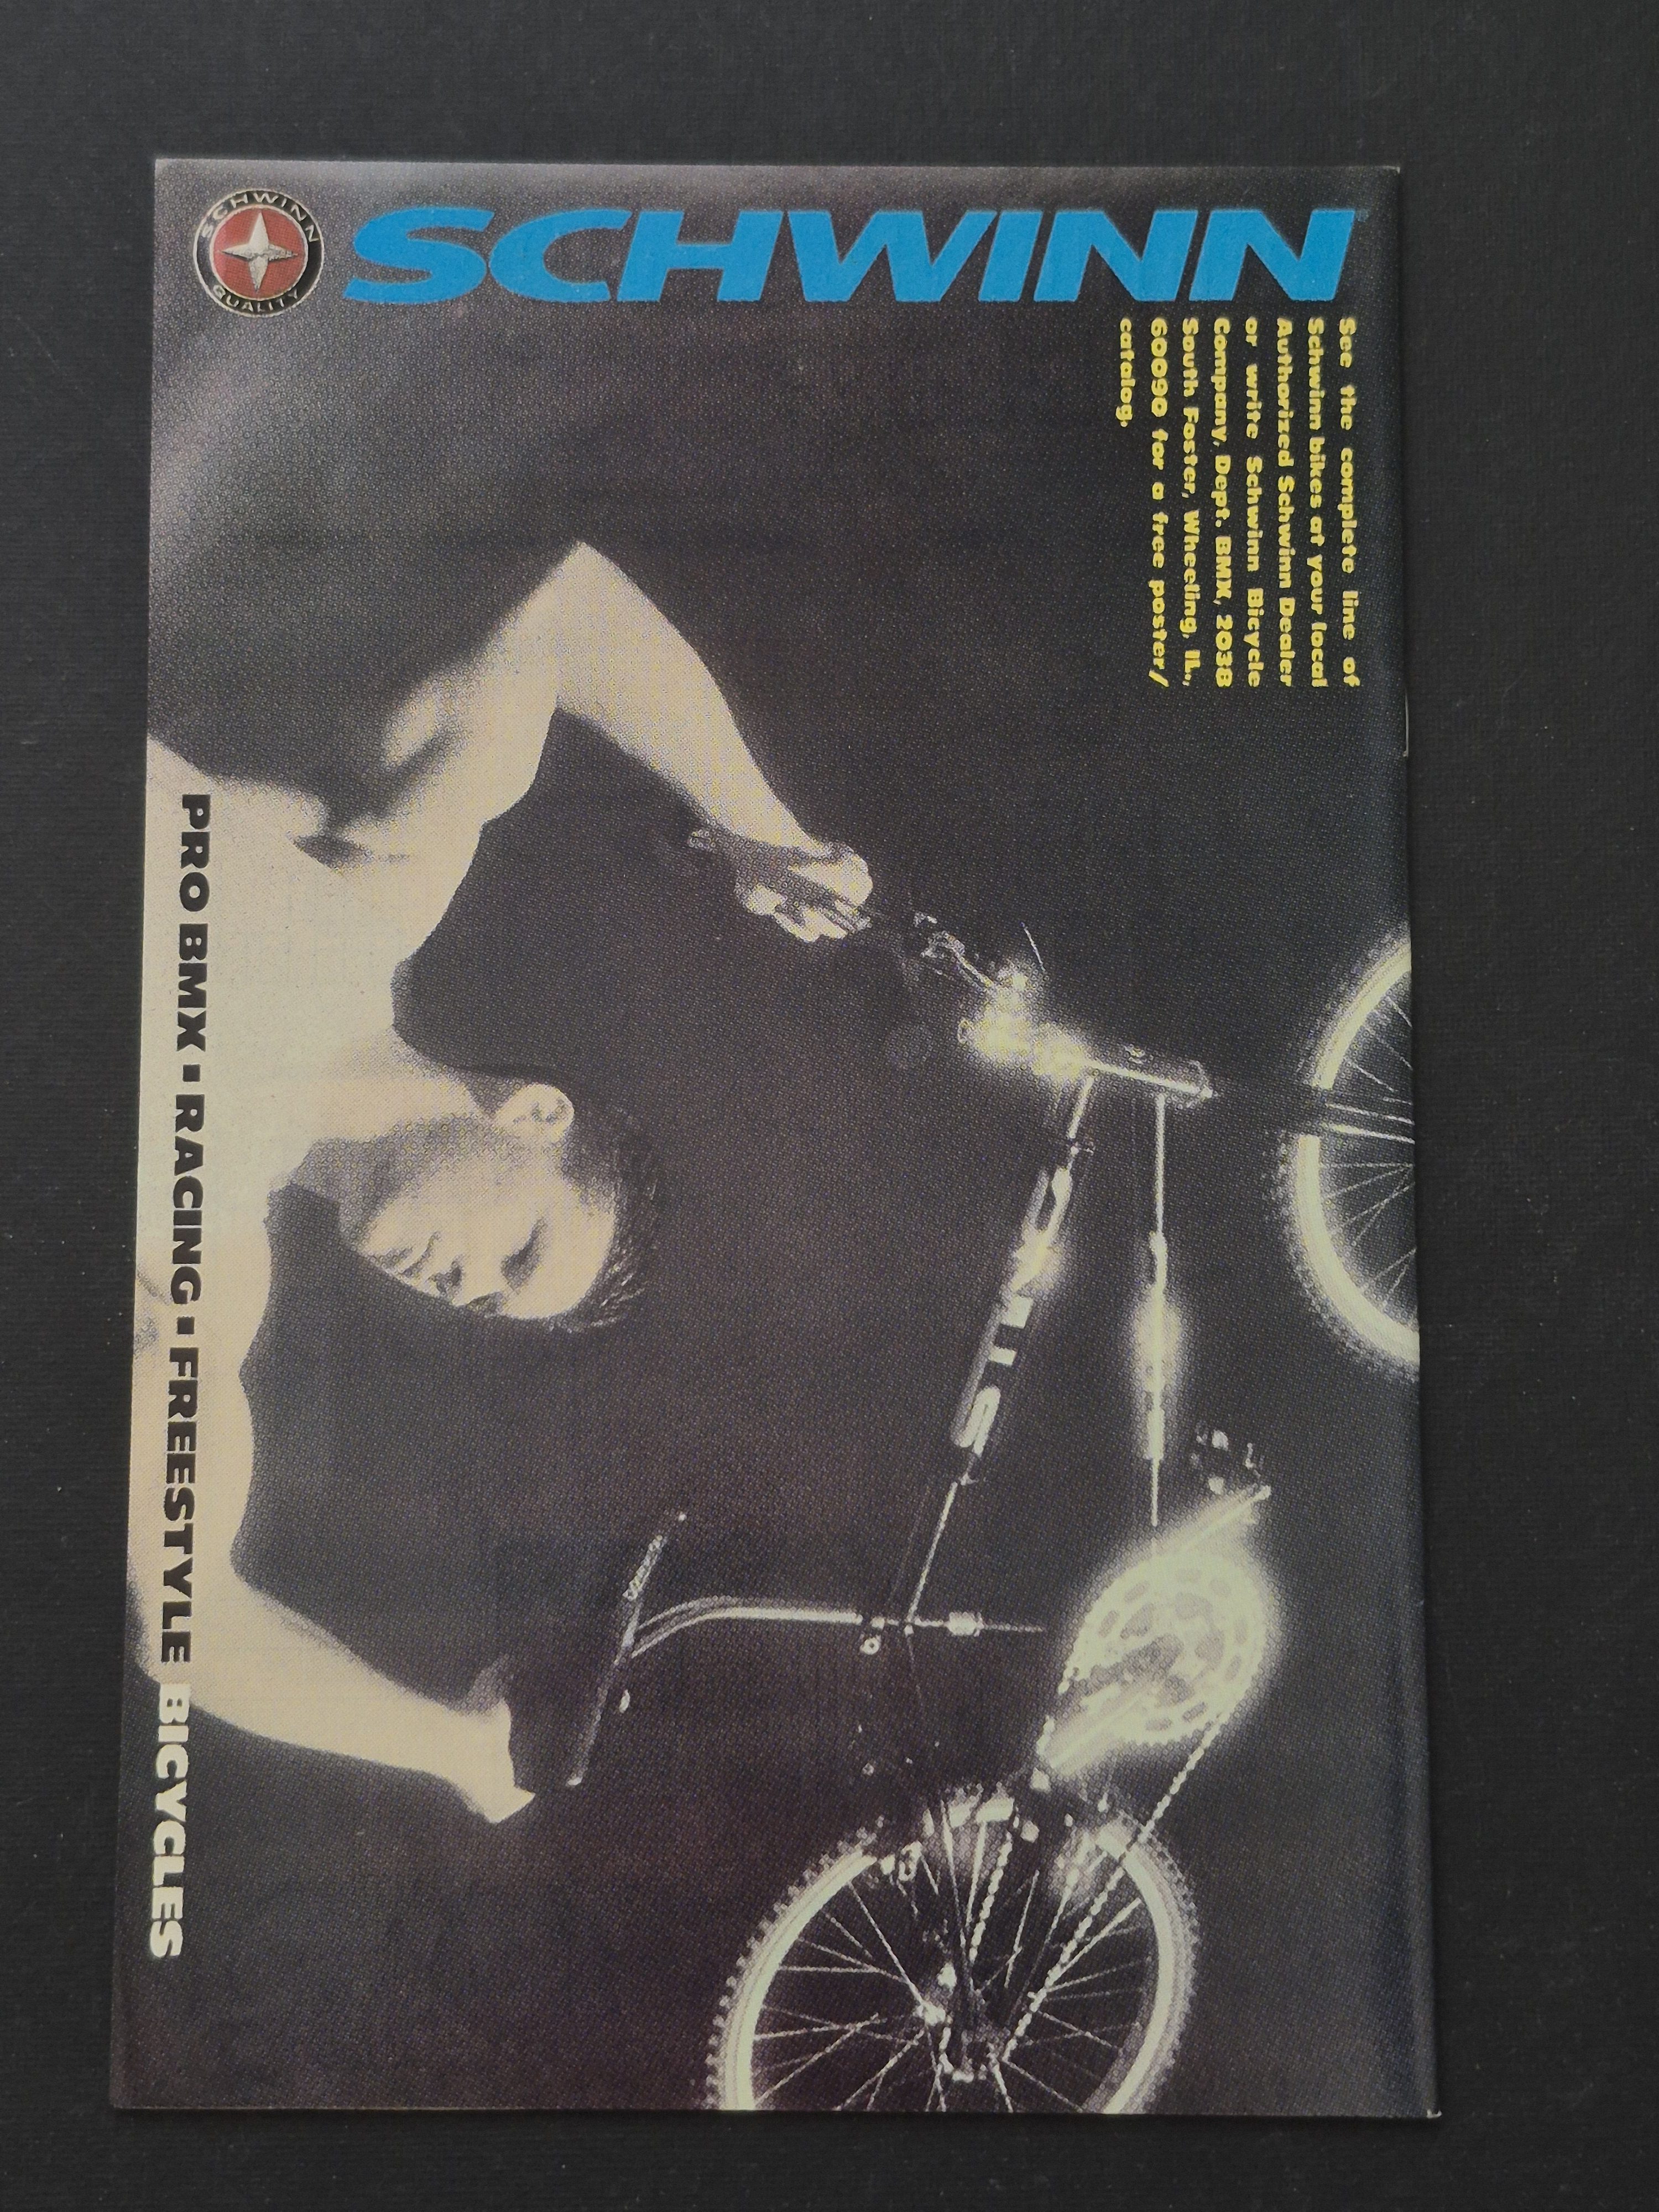 SCHWINN
QUALITY
SCHWINN
See the complete line of
Schwinn bikes at your local
Authorized Schwinn Dealer
or write Schwinn Bicycle
Company, Dept. BMX, 2038
South Foster, Wheeling, IL,
60090 for a free poster/
catalog.
PRO BMX ▪ RACING ▪ FREESTYLE BICYCLES